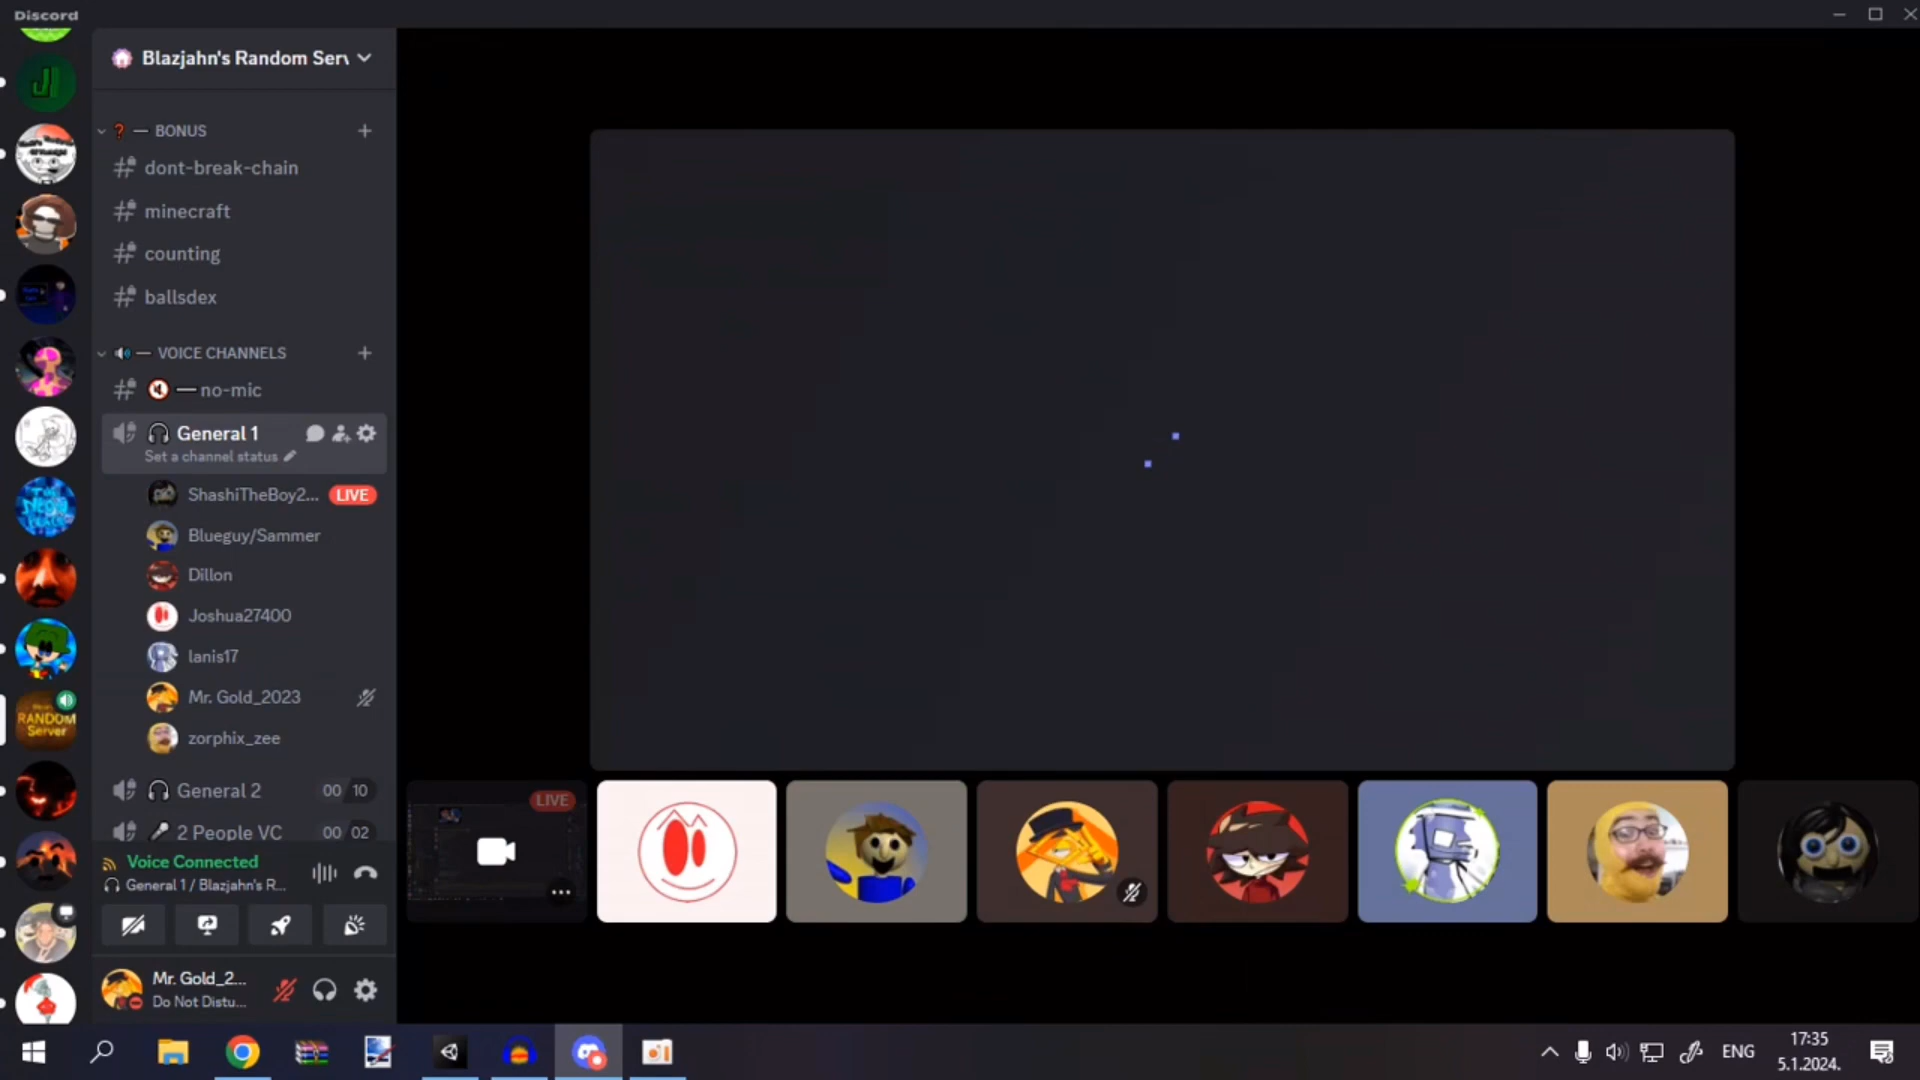 Discord
Blazjahn's Random Serv
BONUS
dont-break-chain
minecraft
counting
ballsdex
VOICE CHANNELS
no-mic
General 1
Set a channel status
ShashiTheBoy2... LIVE
Blueguy/Sammer
Dillon
Joshua27400
lanis17
Mr. Gold_2023
zorphix_zee
RANDOM
Server
General 2 00 10
2 People VC 00 02
LIVE
Voice Connected
General 1 / Blazjahn's R...
Mr. Gold_2...
Do Not Distu...
ENG
17:35
5.1.2024.